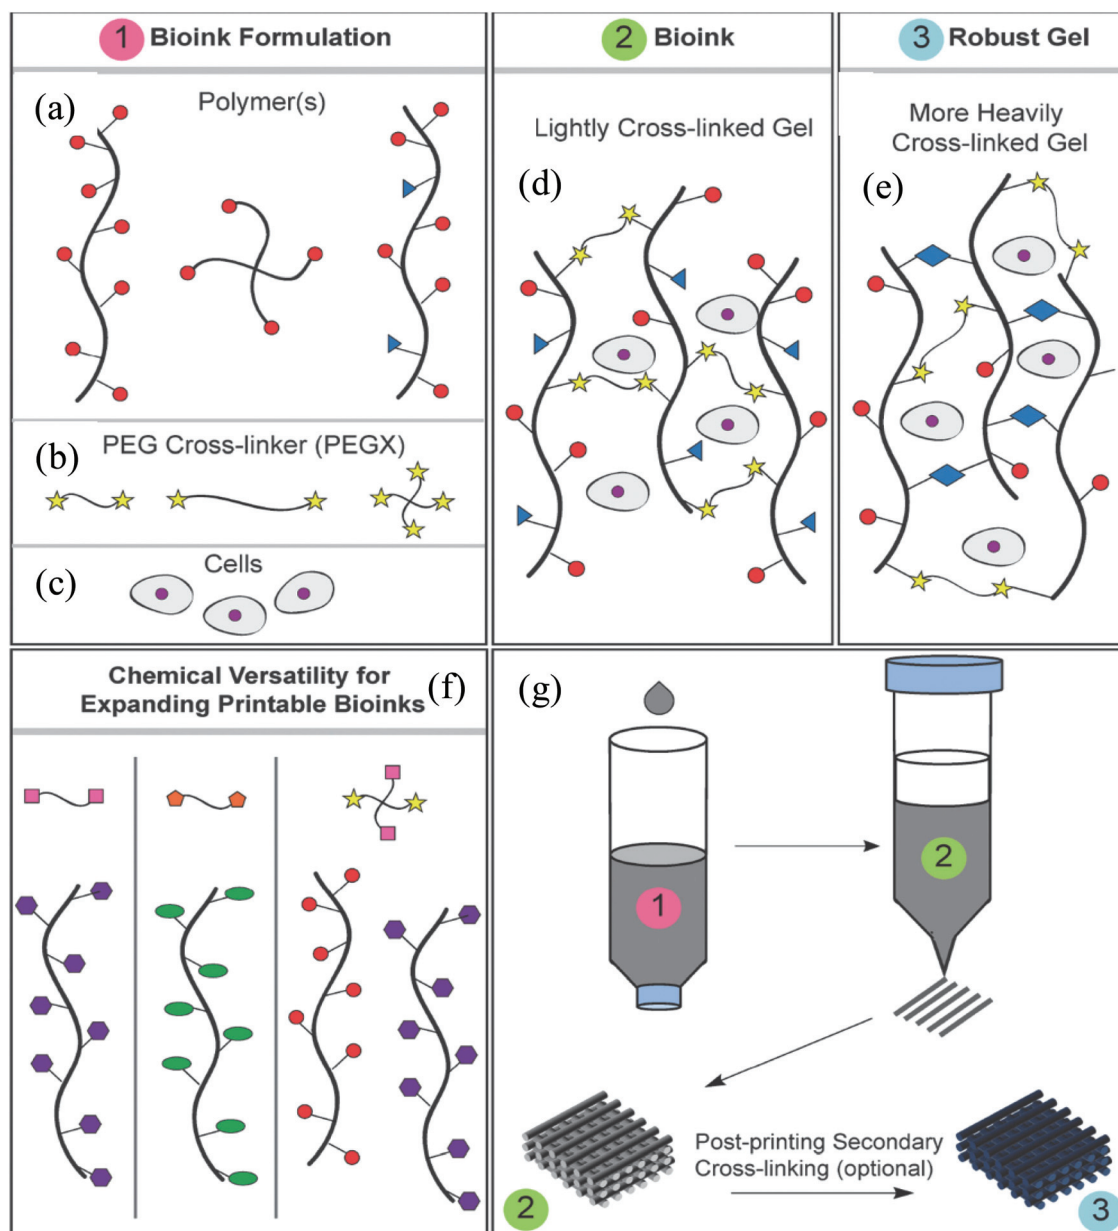 1 Bioink Formulation
(a)
Polymer(s)
(b)
PEG Cross-linker (PEGX)
(c)
Cells
2 Bioink
Lightly Cross-linked Gel
(d)
3 Robust Gel
More Heavily
Cross-linked Gel
(e)
Chemical Versatility for
Expanding Printable Bioinks
(f)
(g)
1
2
2
Post-printing Secondary
Cross-linking (optional)
3